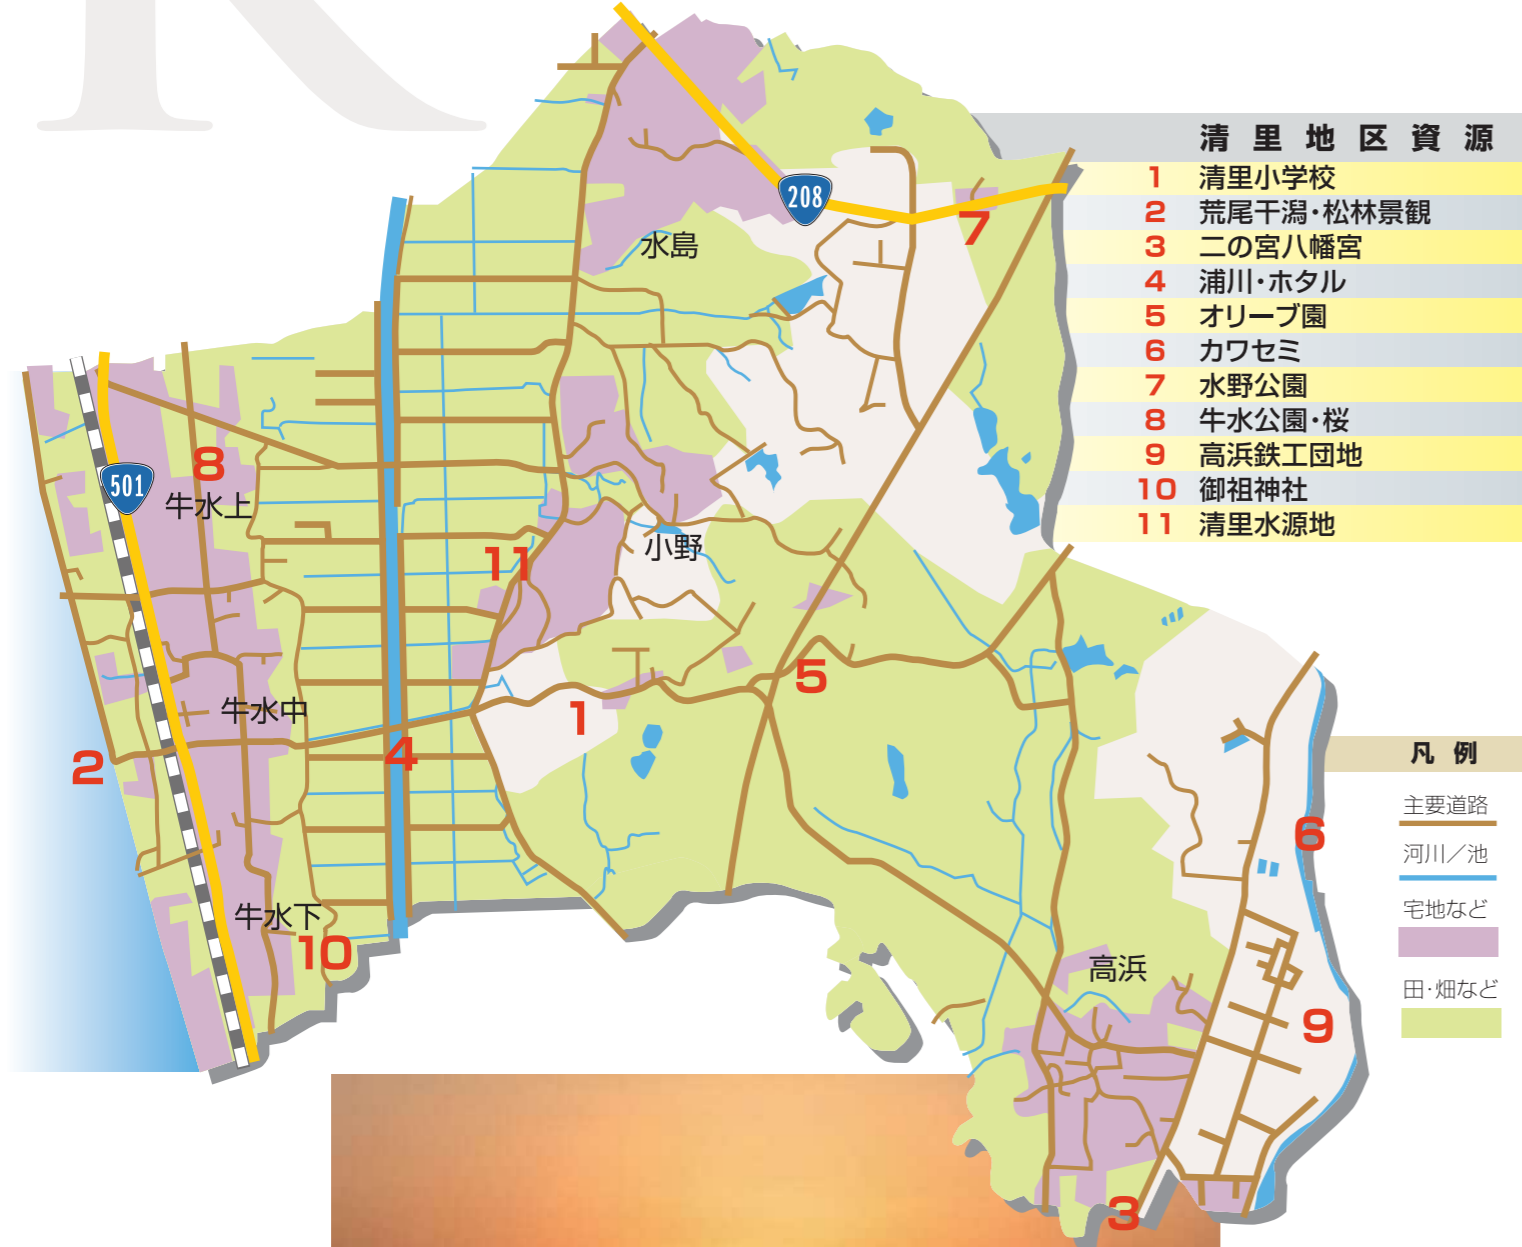 R
清里地区資源
1 清里小学校
2 荒尾干潟・松林景観
3 二の宮八幡宮
4 浦川・ホタル
5 オリーブ園
6 カワセミ
7 水野公園
8 牛水公園・桜
9 高浜鉄工団地
10 御祖神社
11 清里水源地
208
7
水島
8
501
牛水上
11
小野
5
1
牛水中
4
2
牛水下
10
高浜
6
9
3
凡例
主要道路
河川／池
宅地など
田・畑など